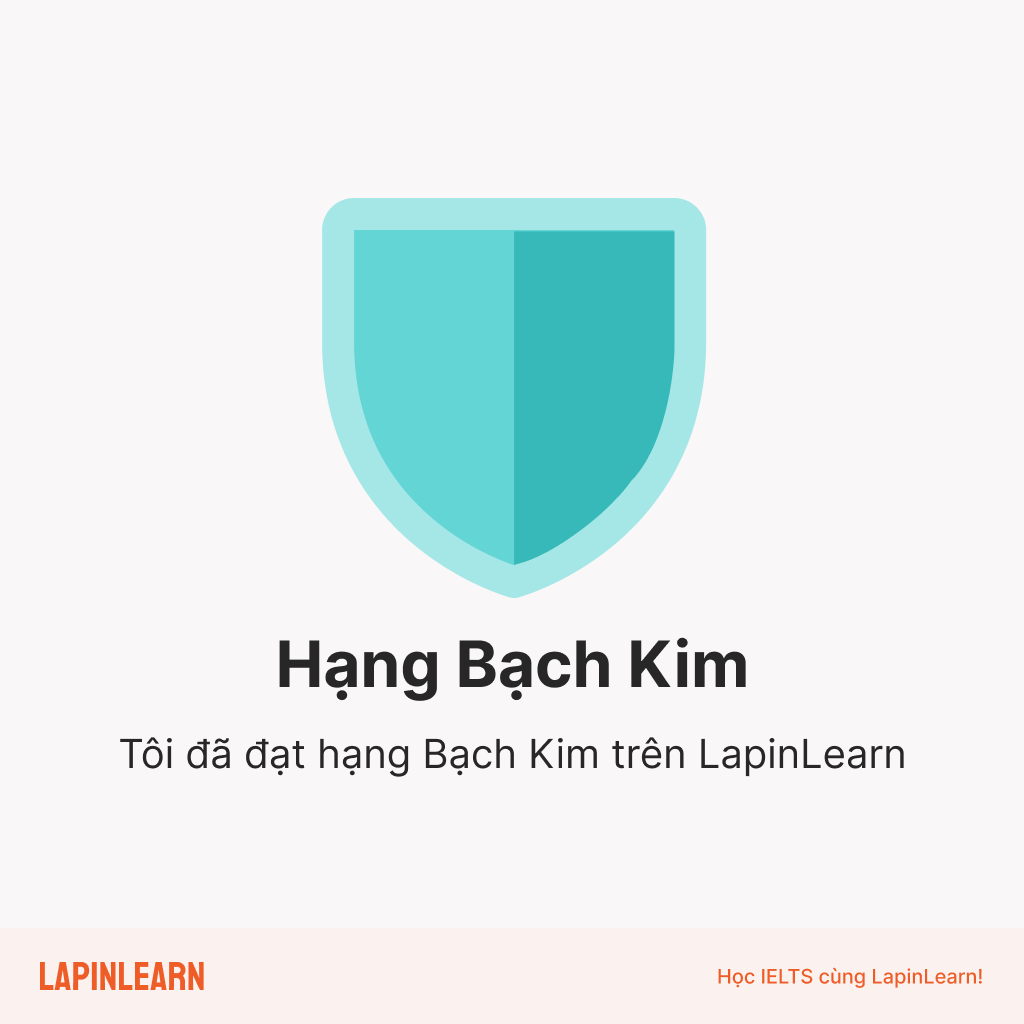 Hạng Bạch Kim
Tôi đã đạt hạng Bạch Kim trên LapinLearn
LAPINLEARN
Học IELTS cùng LapinLearn!